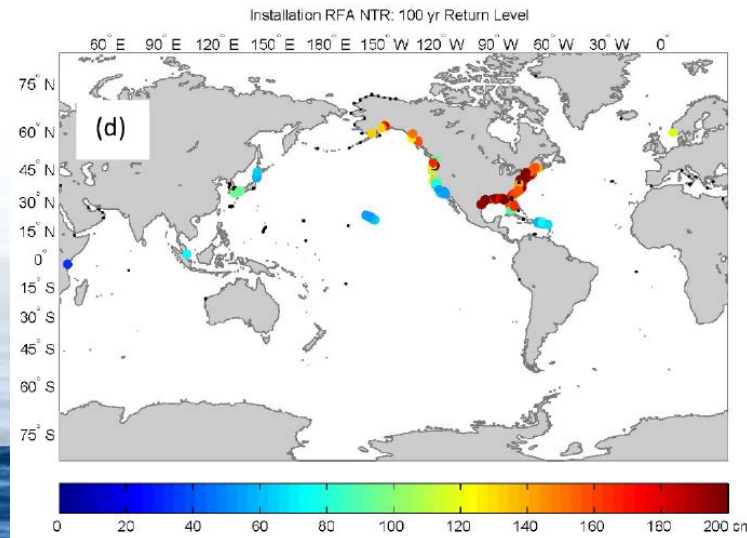 Installation RFA NTR: 100 yr Return Level
60° E 90° E 120° E 150° E 180° E 150° W 120° W 90° W 60° W 30° W 0°
(d)
75° N
60° N
45° N
30° N
15° N
0°
15° S
30° S
45° S
60° S
75° S
0 20 40 60 80 100 120 140 160 180 200 cm